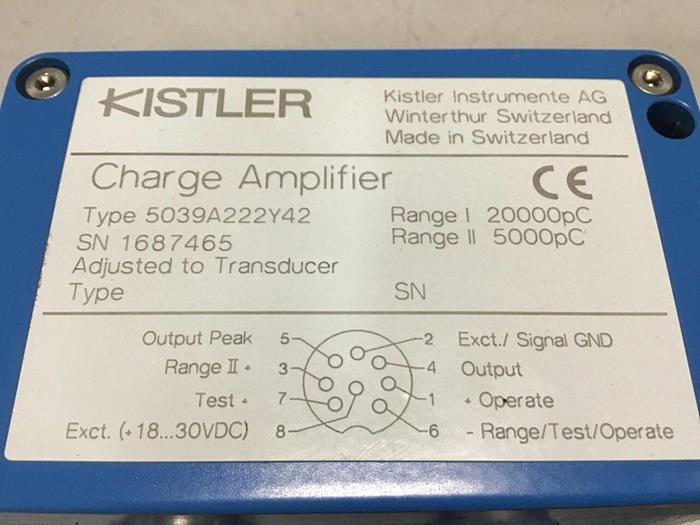 KISTLER
Kistler Instrumente AG
Winterthur Switzerland
Made in Switzerland
Charge Amplifier
CE
Type 5039A222Y42
Range I 20000pC
SN 1687465
Range II 5000pC
Adjusted to Transducer
Type
SN
Output Peak 5 2 Exct./ Signal GND
Range II + 3 4 Output
Test + 7 1 + Operate
Exct. (+18...30VDC) 8 6 - Range/Test/Operate